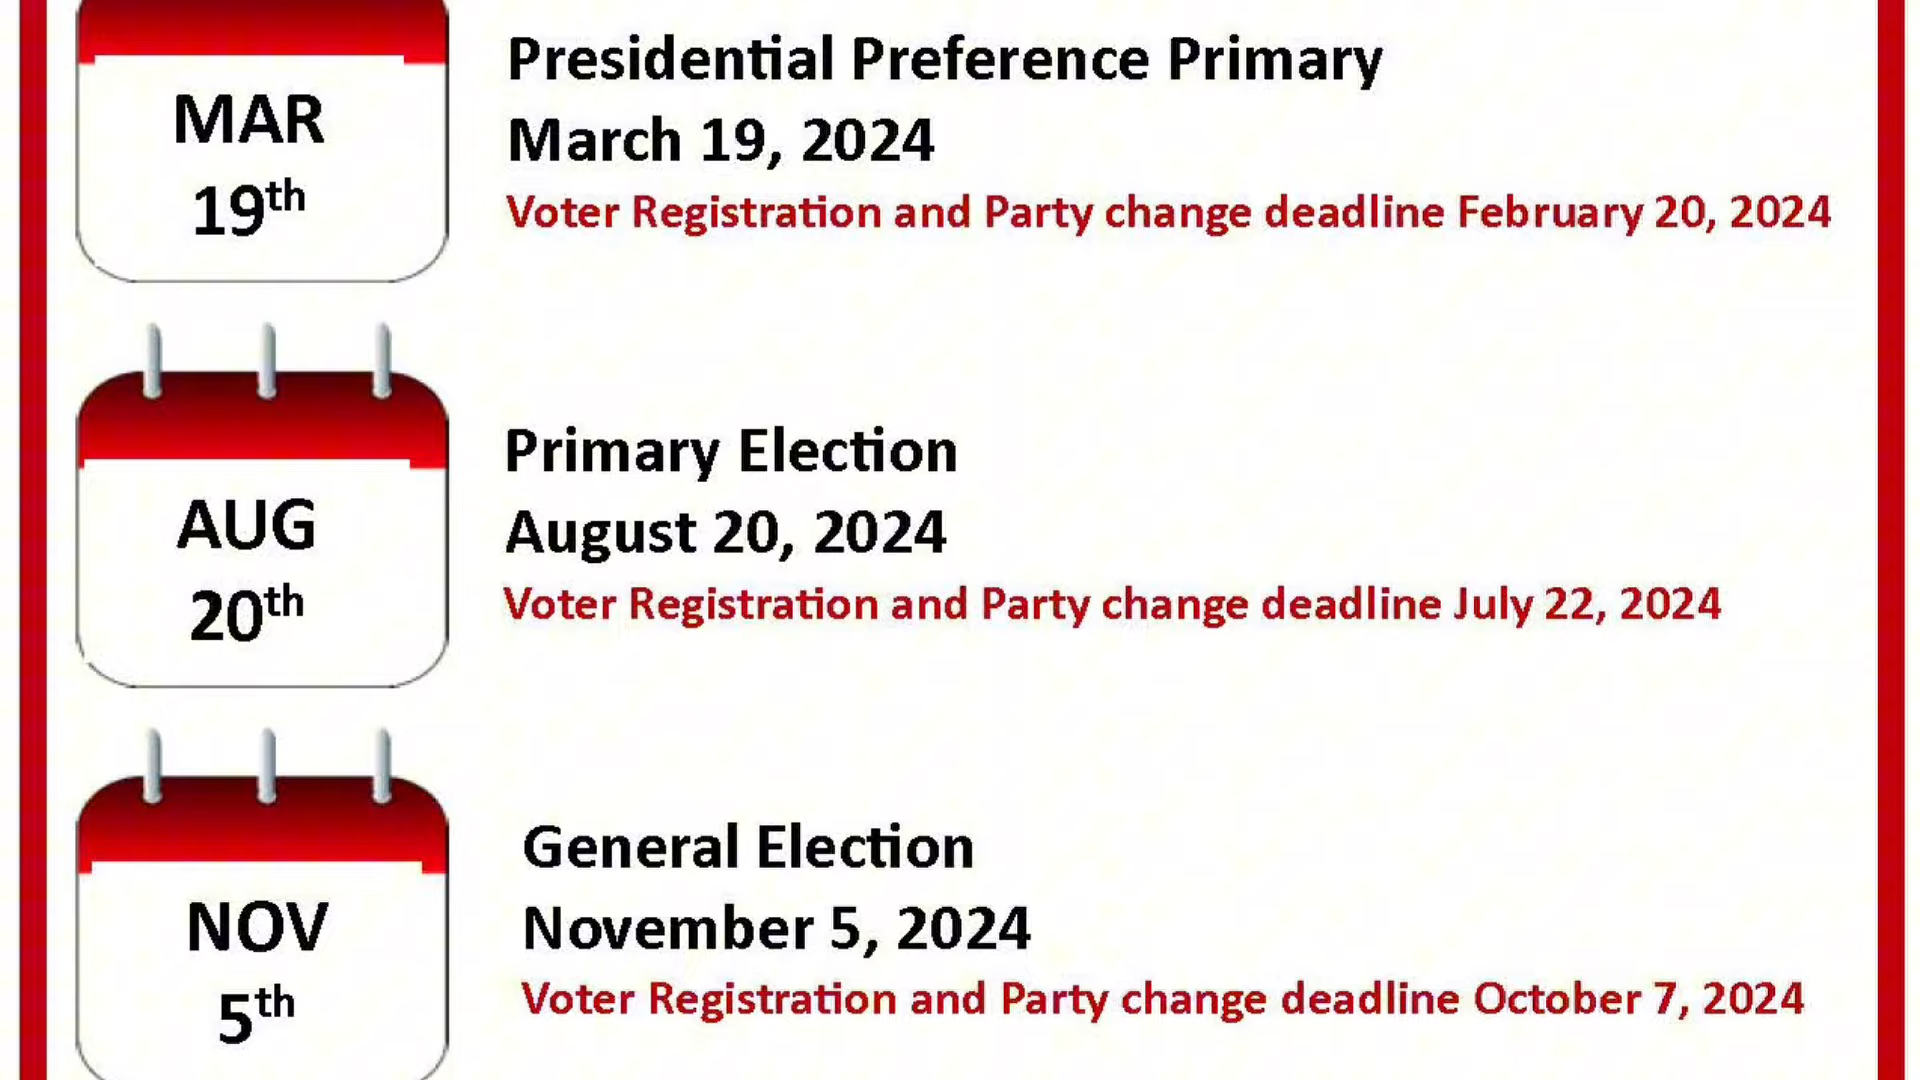 MAR
19th
Presidential Preference Primary
March 19, 2024
Voter Registration and Party change deadline February 20, 2024
AUG
20th
Primary Election
August 20, 2024
Voter Registration and Party change deadline July 22, 2024
NOV
5th
General Election
November 5, 2024
Voter Registration and Party change deadline October 7, 2024